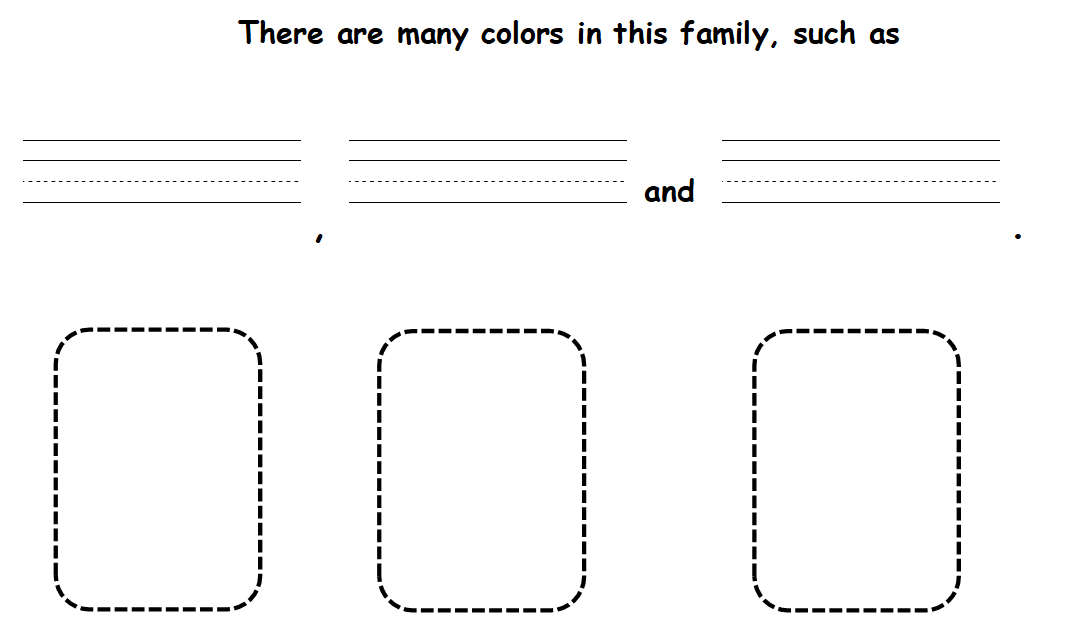 There are many colors in this family, such as
, and .